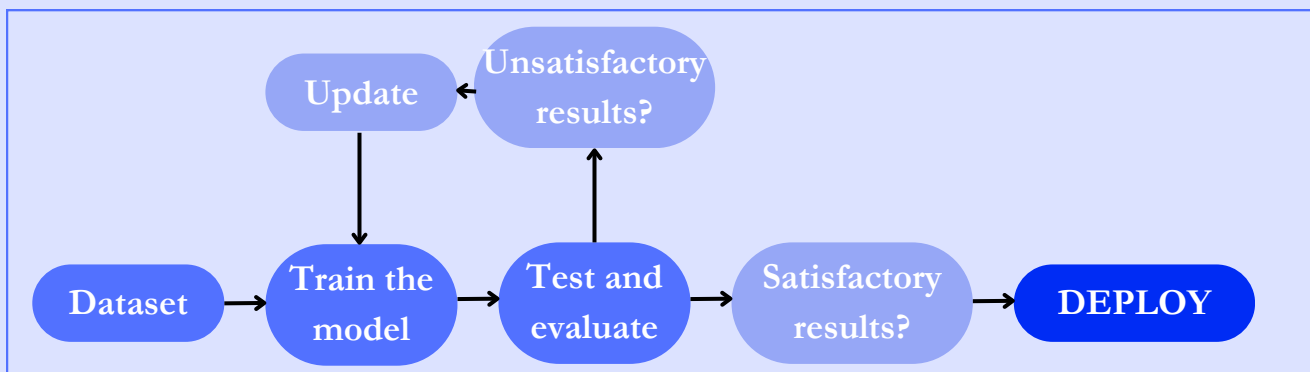 Unsatisfactory
results?
Update
Dataset
Train the
model
Test and
evaluate
Satisfactory
results?
DEPLOY